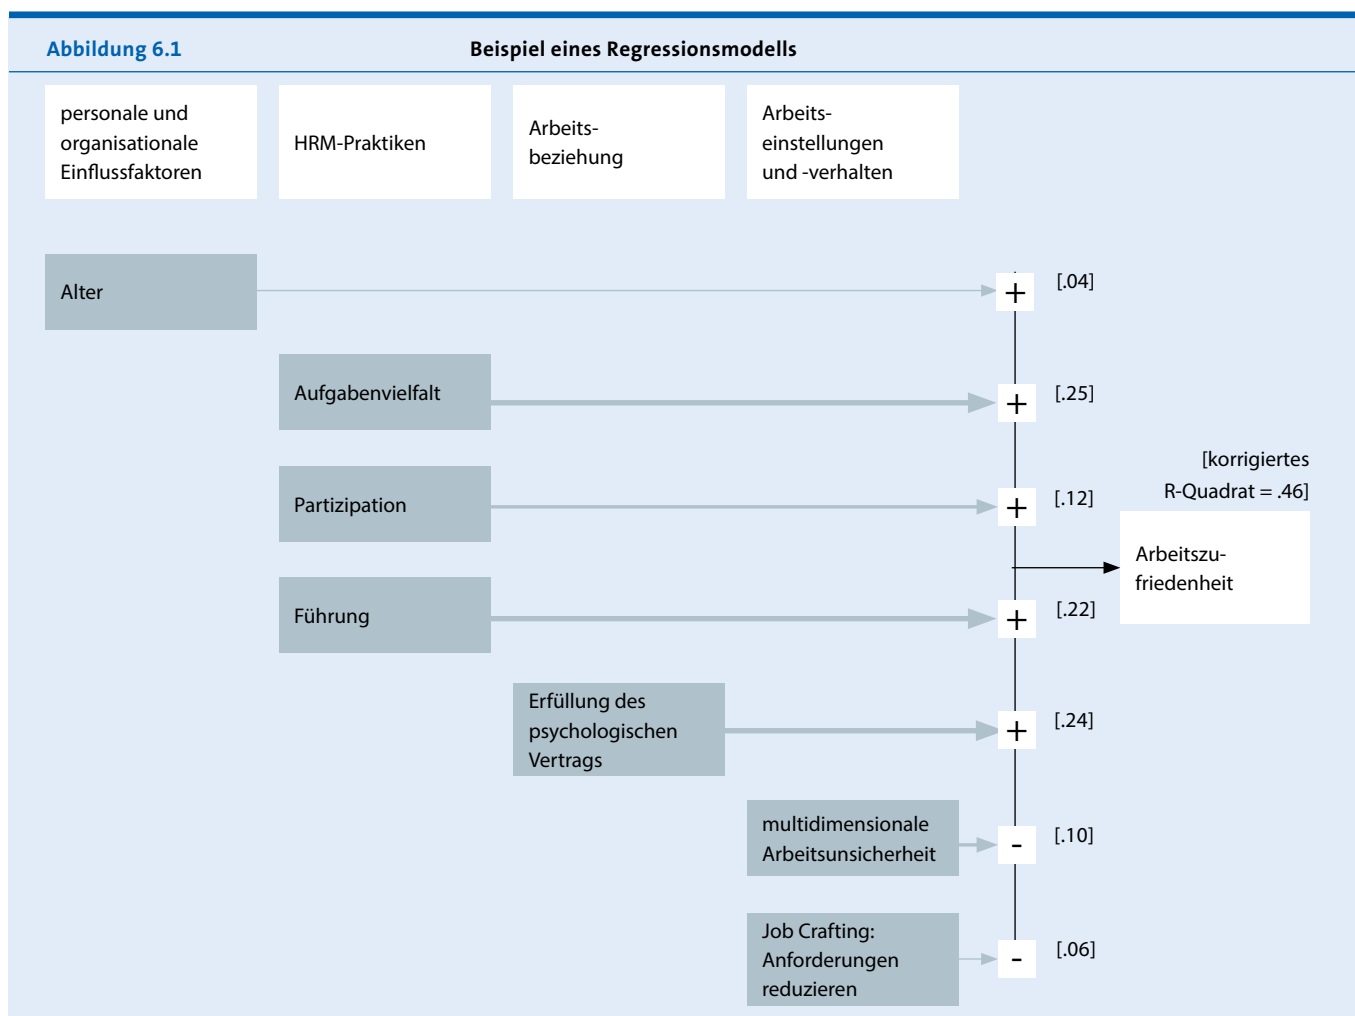 Abbildung 6.1
Beispiel eines Regressionsmodells
personale und
organisationale
Einflussfaktoren
HRM-Praktiken
Arbeits-
beziehung
Arbeits-
einstellungen
und -verhalten
Alter
+
[.04]
Aufgabenvielfalt
+
[.25]
[korrigiertes
R-Quadrat = .46]
Partizipation
+
[.12]
Arbeitszu-
friedenheit
Führung
+
[.22]
Erfüllung des
psychologischen
Vertrags
+
[.24]
multidimensionale
Arbeitsunsicherheit
-
[.10]
Job Crafting:
Anforderungen
reduzieren
-
[.06]